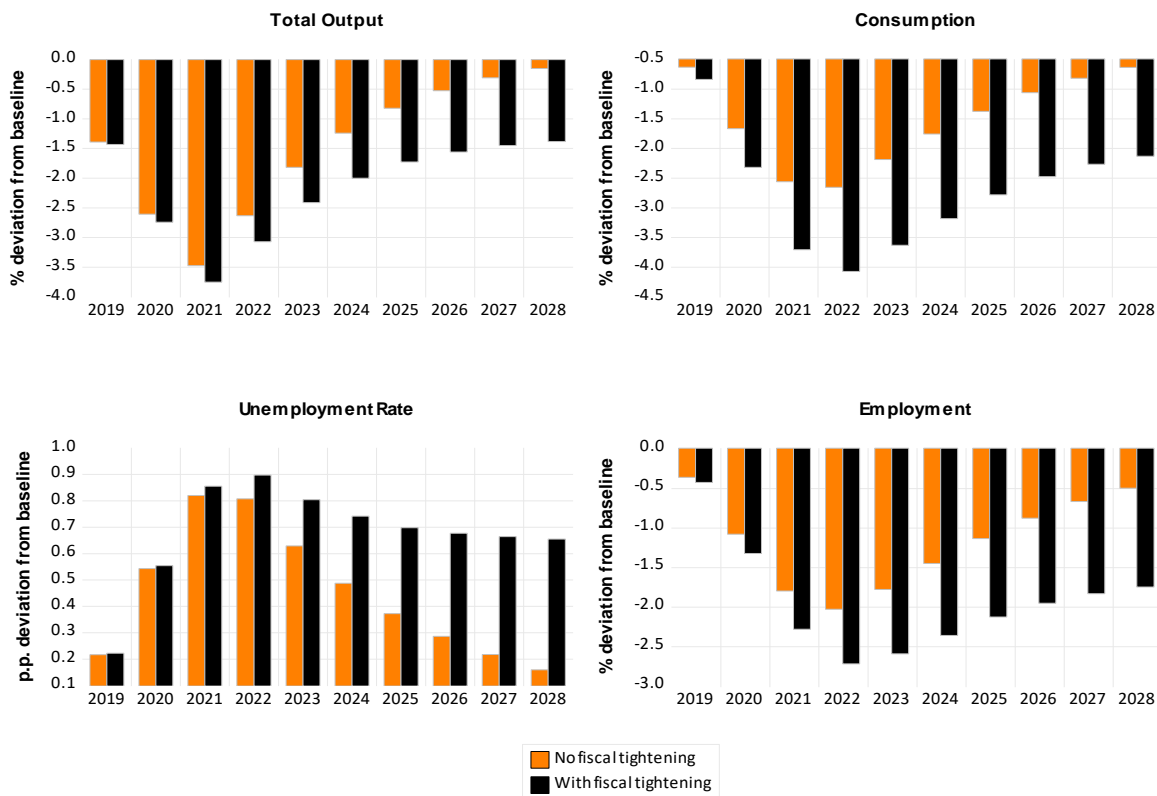 Total Output
% deviation from baseline
0.0
-0.5
-1.0
-1.5
-2.0
-2.5
-3.0
-3.5
-4.0
2019 2020 2021 2022 2023 2024 2025 2026 2027 2028
Consumption
% deviation from baseline
-0.5
-1.0
-1.5
-2.0
-2.5
-3.0
-3.5
-4.0
-4.5
2019 2020 2021 2022 2023 2024 2025 2026 2027 2028
Unemployment Rate
p.p. deviation from baseline
1.0
0.9
0.8
0.7
0.6
0.5
0.4
0.3
0.2
0.1
2019 2020 2021 2022 2023 2024 2025 2026 2027 2028
Employment
% deviation from baseline
0.0
-0.5
-1.0
-1.5
-2.0
-2.5
-3.0
2019 2020 2021 2022 2023 2024 2025 2026 2027 2028
No fiscal tightening
With fiscal tightening